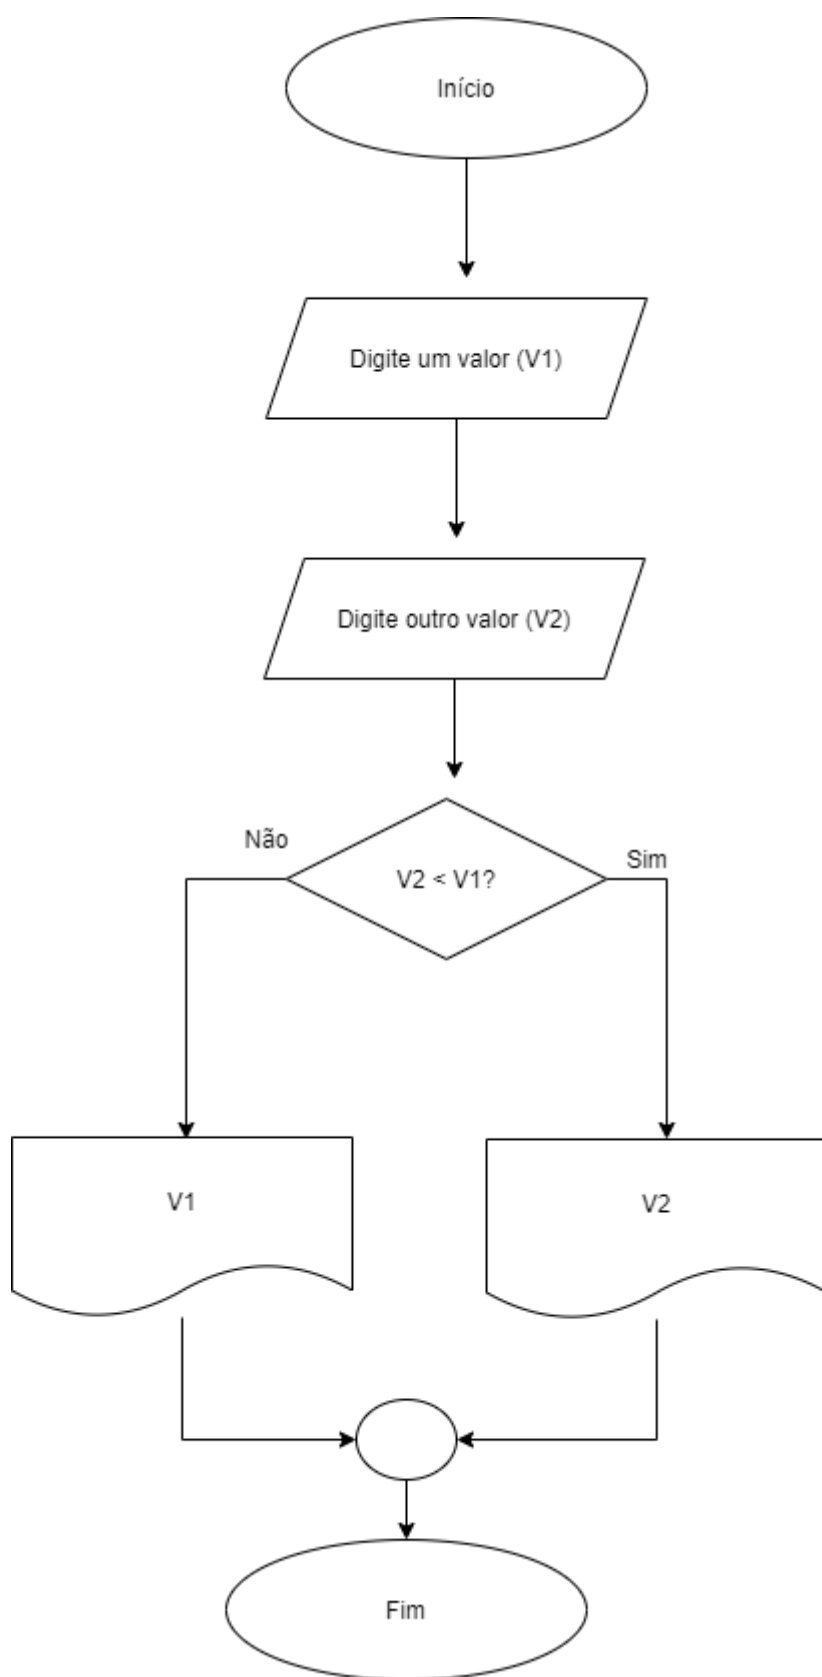 Início
Digite um valor (V1)
Digite outro valor (V2)
Não
Sim
V2 < V1?
V1
V2
Fim